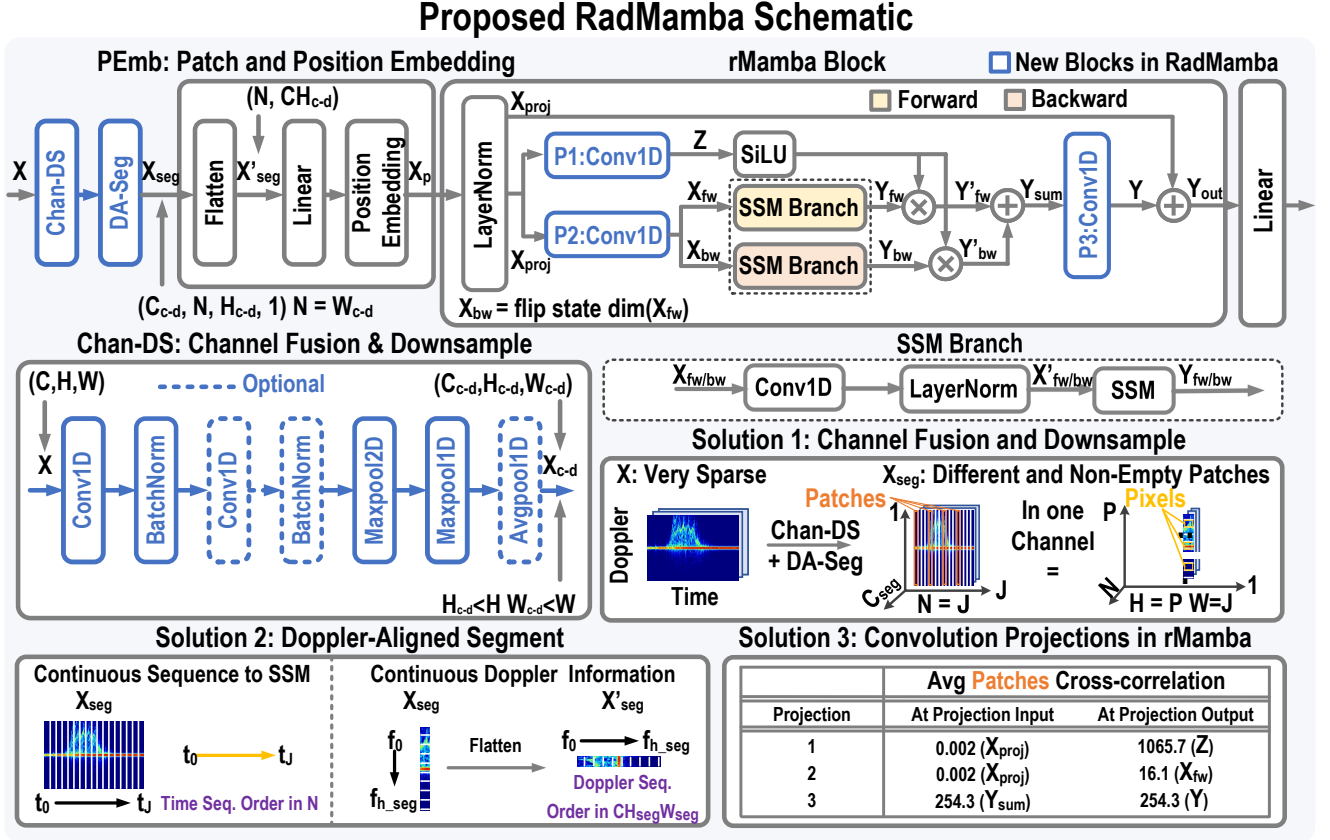 Proposed RadMamba Schematic
PEmb: Patch and Position Embedding
rMamba Block
New Blocks in RadMamba
Forward
Backward
(N, CHc-d)
X
Chan-DS
DA-Seg
Xseg
Flatten
X'seg
Linear
Position Embedding
Xp
LayerNorm
Xproj
Xproj
P1:Conv1D
Z
SiLU
P2:Conv1D
Xfw
SSM Branch
Yfw
Y'fw
Xbw
SSM Branch
Ybw
Y'bw
Ysum
P3:Conv1D
Y
Yout
Linear
(Cc-d, N, Hc-d, 1) N = Wc-d
Xbw = flip state dim(Xfw)
Chan-DS: Channel Fusion & Downsample
(C,H,W)
Optional
(Cc-d,Hc-d,Wc-d)
X
Conv1D
BatchNorm
Conv1D
BatchNorm
Maxpool2D
Maxpool1D
Avgpool1D
Xc-d
Hc-d<H Wc-d<W
SSM Branch
Xfw/bw
Conv1D
LayerNorm
X'fw/bw
SSM
Yfw/bw
Solution 1: Channel Fusion and Downsample
X: Very Sparse
Xseg: Different and Non-Empty Patches
Patches
Pixels
Doppler
Time
Chan-DS
+ DA-Seg
1
Cseg
N = J
J
In one
Channel
=
P
N
H = P W=J
1
Solution 2: Doppler-Aligned Segment
Continuous Sequence to SSM
Xseg
t0
tJ
t0
tJ
Time Seq. Order in N
Continuous Doppler Information
Xseg
X'seg
f0
fh_seg
Flatten
f0
fh_seg
Doppler Seq.
Order in CHsegWseg
Solution 3: Convolution Projections in rMamba
Avg Patches Cross-correlation
Projection At Projection Input At Projection Output
1 0.002 (Xproj) 1065.7 (Z)
2 0.002 (Xproj) 16.1 (Xfw)
3 254.3 (Ysum) 254.3 (Y)